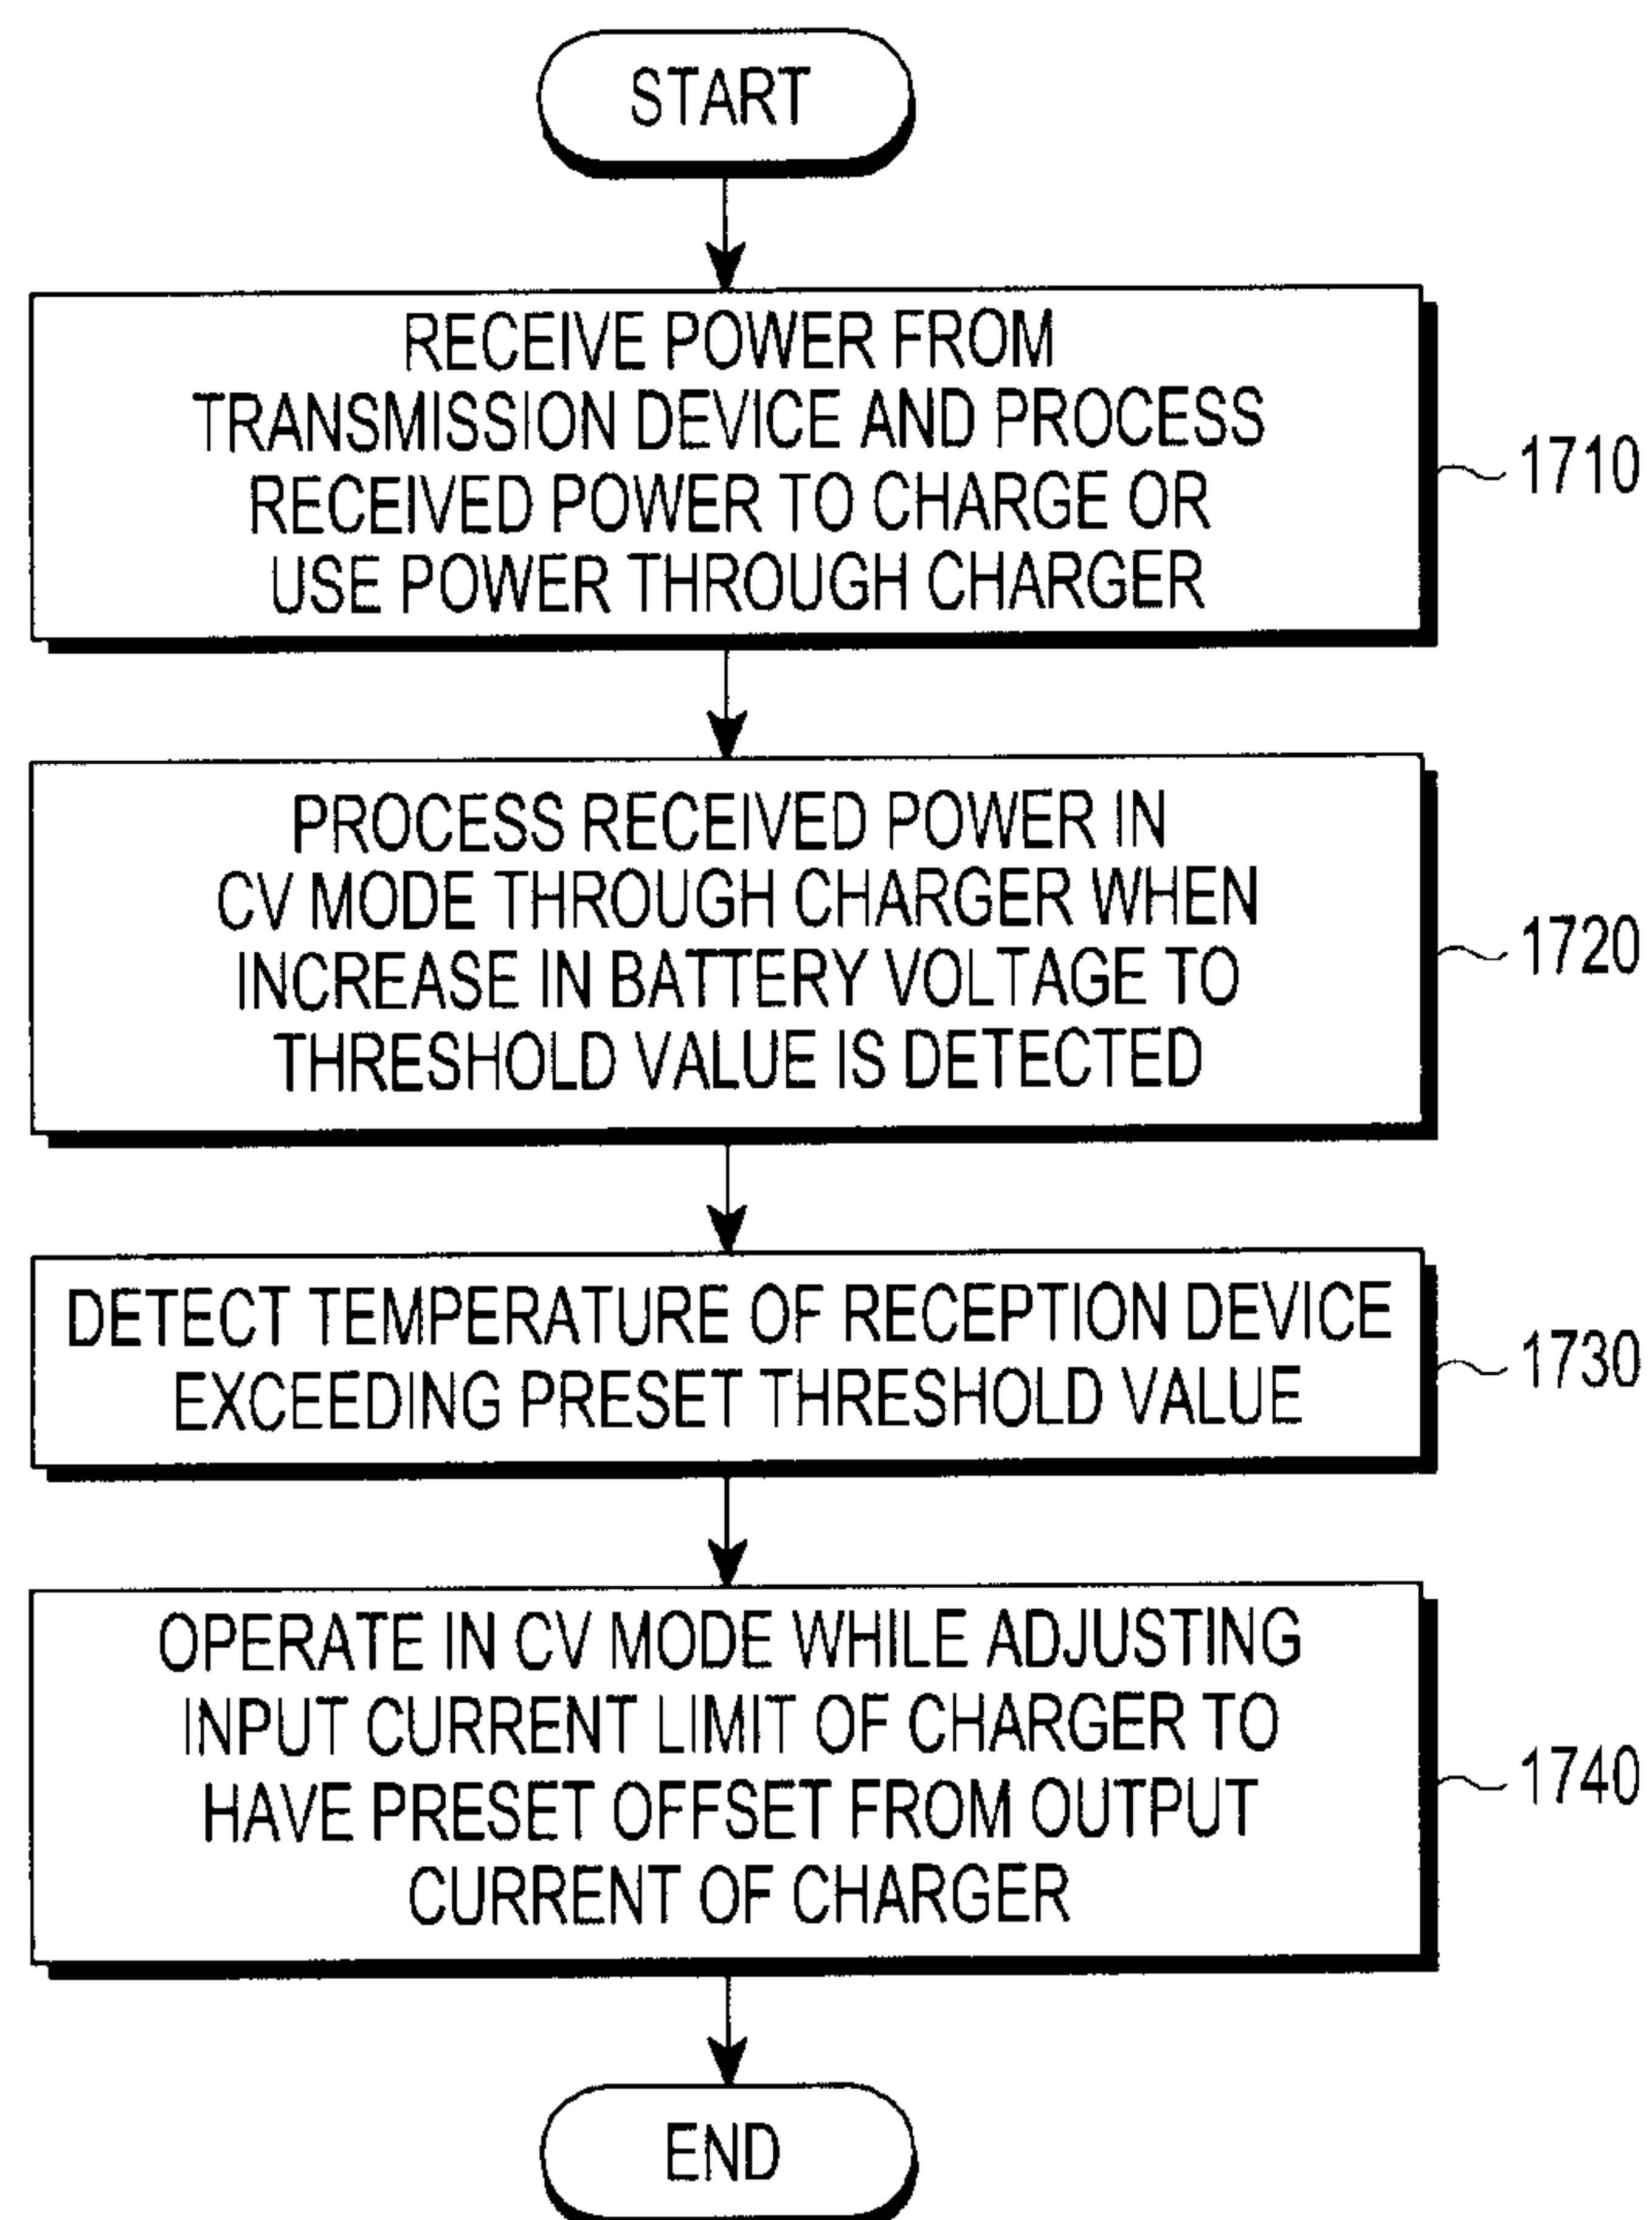 START
RECEIVE POWER FROM
TRANSMISSION DEVICE AND PROCESS
RECEIVED POWER TO CHARGE OR
USE POWER THROUGH CHARGER
1710
PROCESS RECEIVED POWER IN
CV MODE THROUGH CHARGER WHEN
INCREASE IN BATTERY VOLTAGE TO
THRESHOLD VALUE IS DETECTED
1720
DETECT TEMPERATURE OF RECEPTION DEVICE
EXCEEDING PRESET THRESHOLD VALUE
1730
OPERATE IN CV MODE WHILE ADJUSTING
INPUT CURRENT LIMIT OF CHARGER TO
HAVE PRESET OFFSET FROM OUTPUT
CURRENT OF CHARGER
1740
END